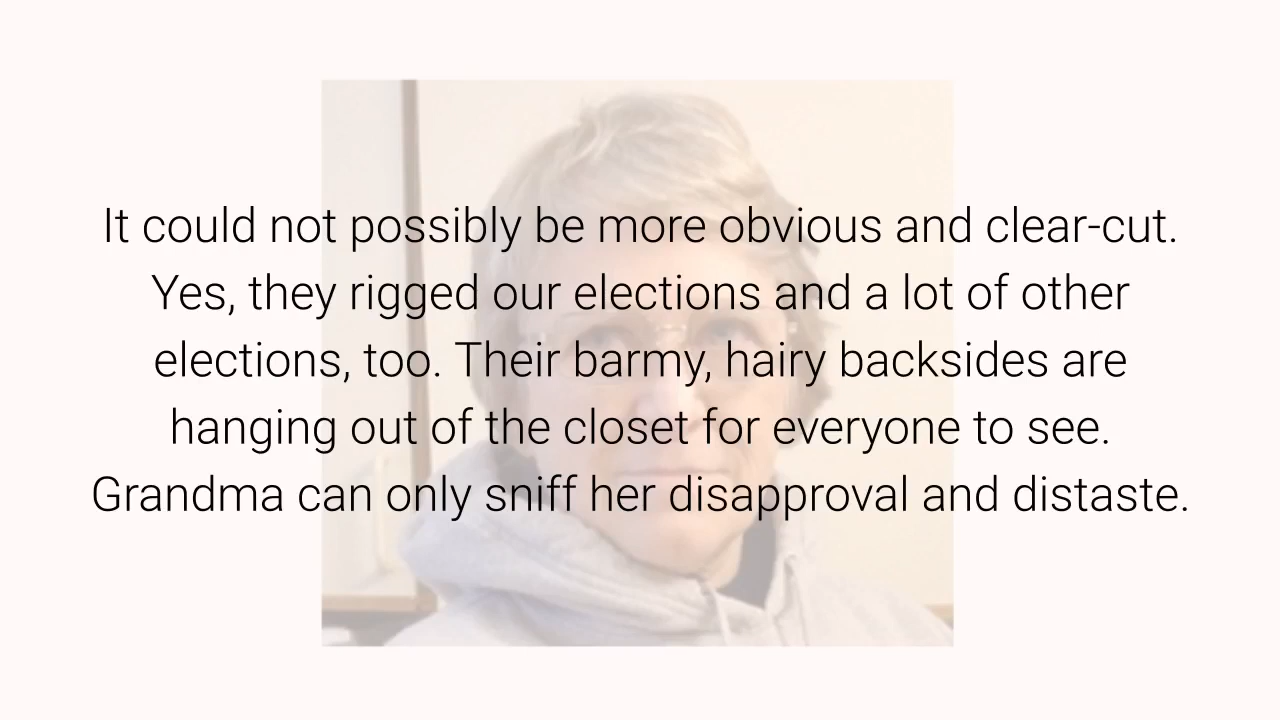 It could not possibly be more obvious and clear-cut.
Yes, they rigged our elections and a lot of other
elections, too. Their barmy, hairy backsides are
hanging out of the closet for everyone to see.
Grandma can only sniff her disapproval and distaste.